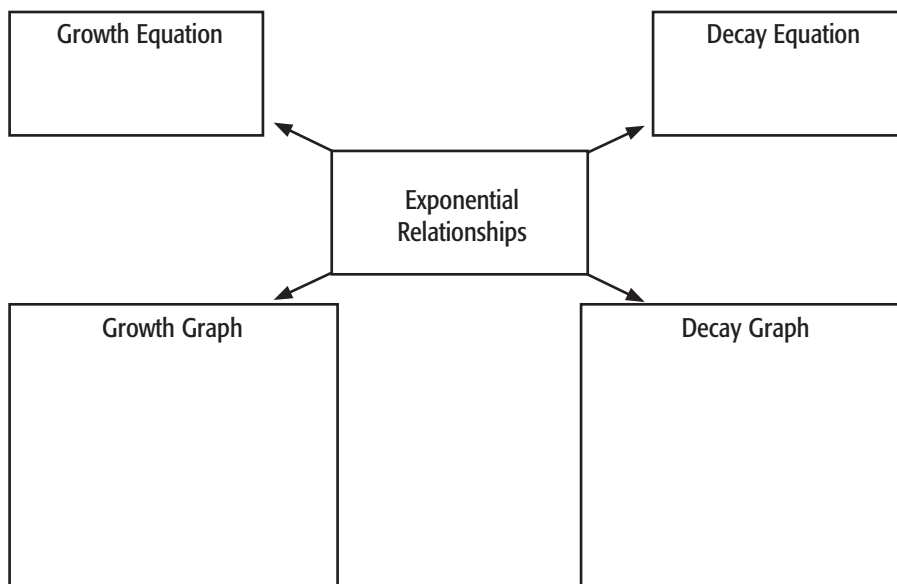 Growth Equation
Decay Equation
Exponential
Relationships
Growth Graph
Decay Graph